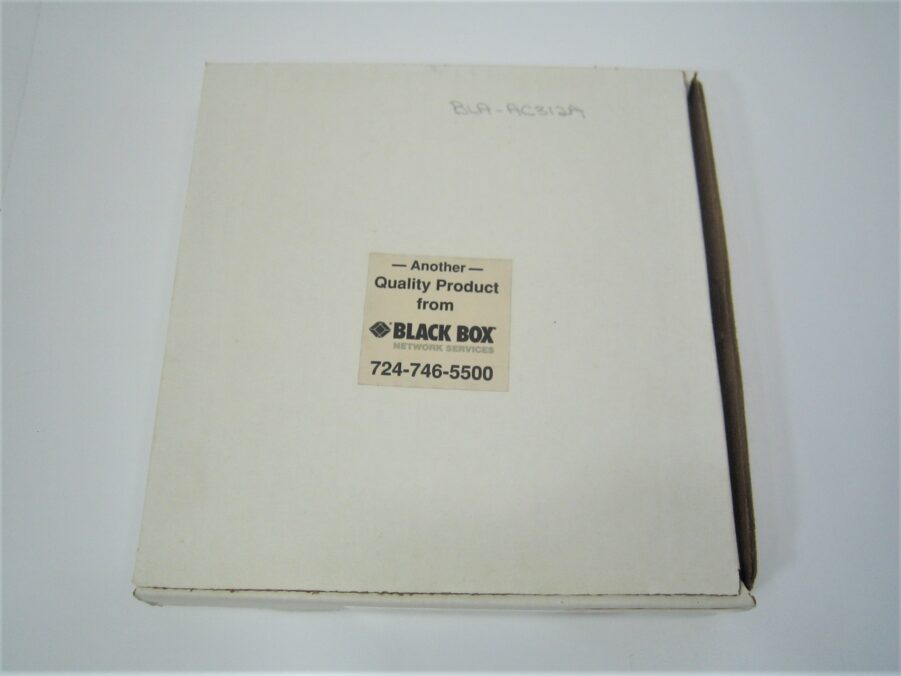 BLA-AC312A
— Another —
Quality Product
from
BLACK BOX
NETWORK SERVICES
724-746-5500